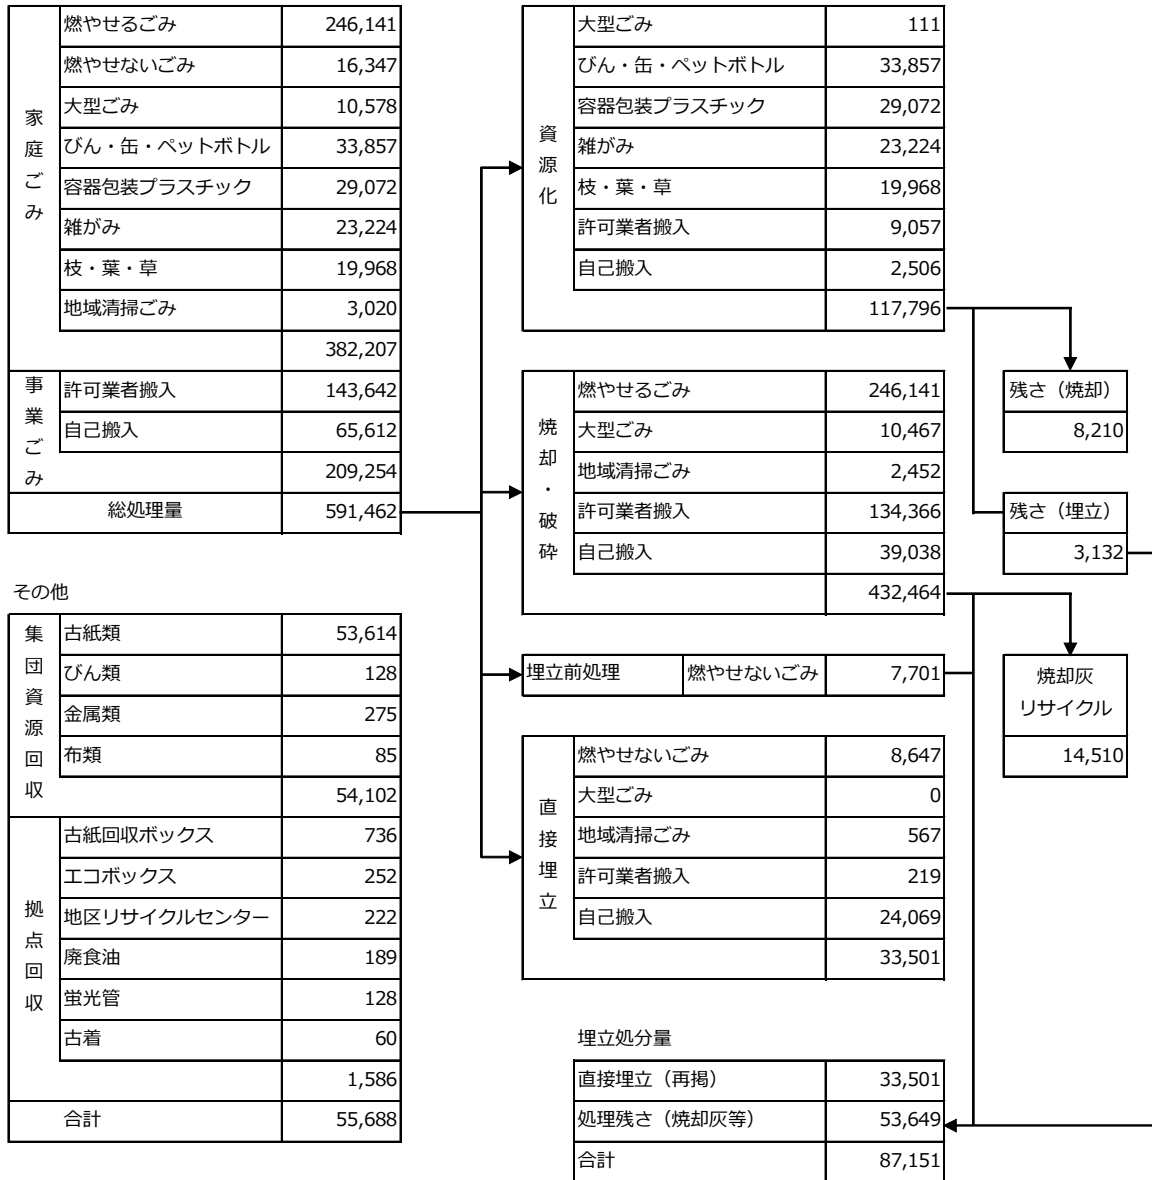 家庭ごみ
燃やせるごみ 246,141
燃やせないごみ 16,347
大型ごみ 10,578
びん・缶・ペットボトル 33,857
容器包装プラスチック 29,072
雑がみ 23,224
枝・葉・草 19,968
地域清掃ごみ 3,020
382,207
事業ごみ
許可業者搬入 143,642
自己搬入 65,612
209,254
総処理量 591,462
その他
集団資源回収
古紙類 53,614
びん類 128
金属類 275
布類 85
54,102
拠点回収
古紙回収ボックス 736
エコボックス 252
地区リサイクルセンター 222
廃食油 189
蛍光管 128
古着 60
1,586
合計 55,688
資源化
大型ごみ 111
びん・缶・ペットボトル 33,857
容器包装プラスチック 29,072
雑がみ 23,224
枝・葉・草 19,968
許可業者搬入 9,057
自己搬入 2,506
117,796
焼却・破砕
燃やせるごみ 246,141
大型ごみ 10,467
地域清掃ごみ 2,452
許可業者搬入 134,366
自己搬入 39,038
432,464
埋立前処理 燃やせないごみ 7,701
直接埋立
燃やせないごみ 8,647
大型ごみ 0
地域清掃ごみ 567
許可業者搬入 219
自己搬入 24,069
33,501
埋立処分量
直接埋立（再掲） 33,501
処理残さ（焼却灰等） 53,649
合計 87,151
残さ（焼却）
8,210
残さ（埋立）
3,132
焼却灰
リサイクル
14,510